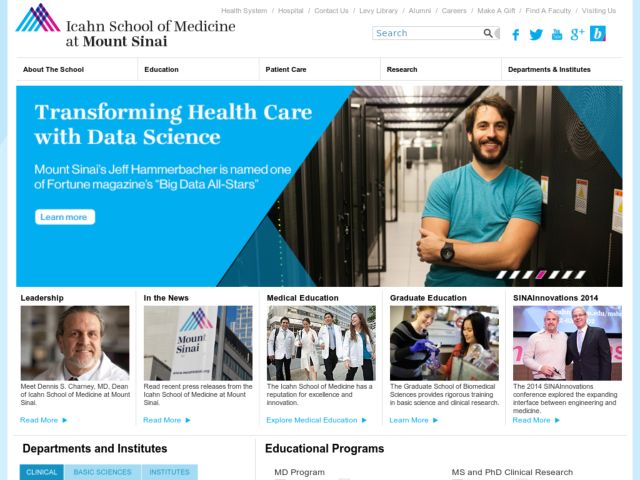 Health System / Hospital / Contact Us / Levy Library / Alumni / Careers / Make A Gift / Find A Faculty / Visiting Us
Icahn School of Medicine
at Mount Sinai
Search
About The School
Education
Patient Care
Research
Departments & Institutes
Transforming Health Care
with Data Science
Mount Sinai's Jeff Hammerbacher is named one
of Fortune magazine's “Big Data All-Stars”
Learn more
Leadership
Meet Dennis S. Charney, MD, Dean
of Icahn School of Medicine at Mount
Sinai.
Read More
In the News
Mount
Sinai
Read recent press releases from the
Icahn School of Medicine at Mount
Sinai.
Read More
Medical Education
The Icahn School of Medicine has a
reputation for excellence and
innovation.
Explore Medical Education
Graduate Education
The Graduate School of Biomedical
Sciences provides rigorous training
in basic science and clinical research.
Learn More
SINAInnovations 2014
The 2014 SINAInnovations
conference explored the expanding
interface between engineering and
medicine.
Read More
Departments and Institutes
CLINICAL
BASIC SCIENCES
INSTITUTES
Educational Programs
MD Program
MS and PhD Clinical Research